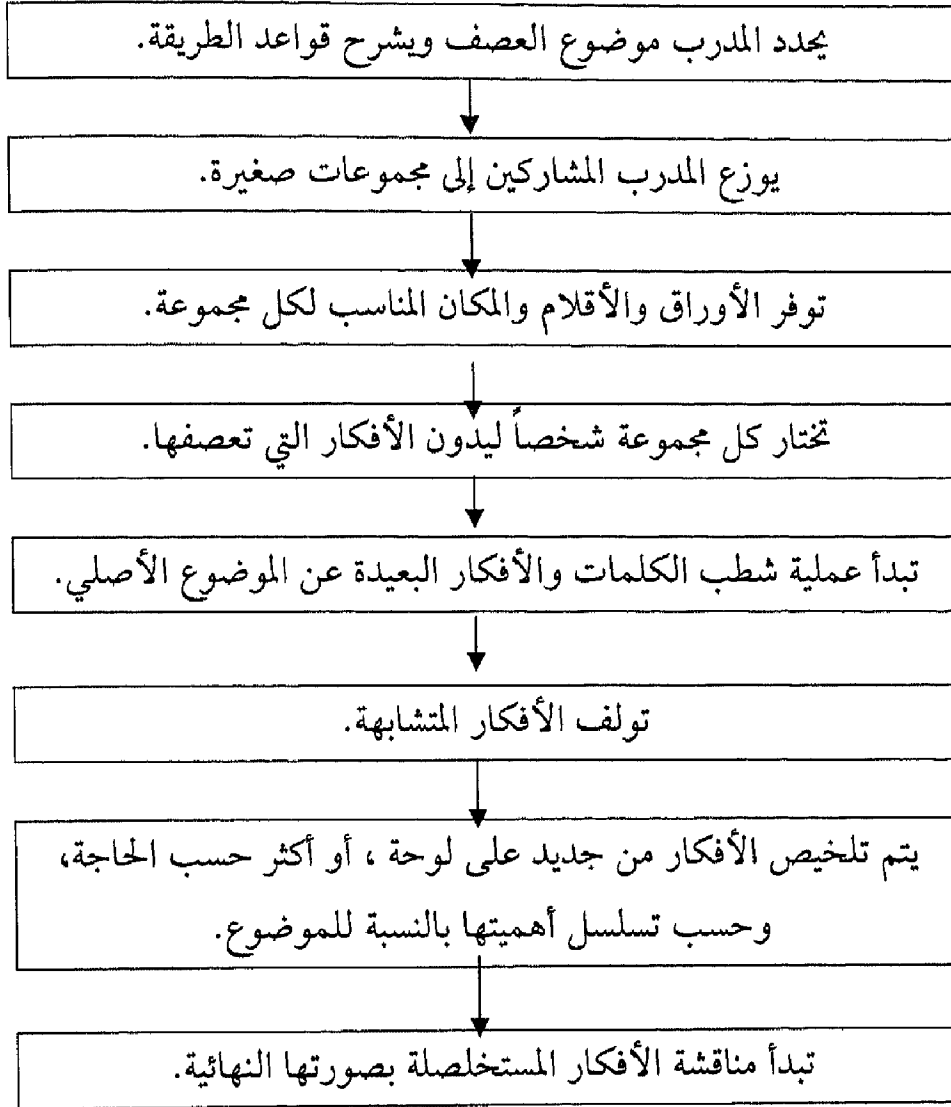 يحدد المدرب موضوع العصف ويشرح قواعد الطريقة.
يوزع المدرب المشاركين إلى مجموعات صغيرة.
توفر الأوراق والأقلام والمكان المناسب لكل مجموعة.
تختار كل مجموعة شخصاً ليدون الأفكار التي تعصفها.
تبدأ عملية شطب الكلمات والأفكار البعيدة عن الموضوع الأصلي.
تولف الأفكار المتشابهة.
يتم تلخيص الأفكار من جديد على لوحة ، أو أكثر حسب الحاجة،
وحسب تسلسل أهميتها بالنسبة للموضوع.
تبدأ مناقشة الأفكار المستخلصلة بصورتها النهائية.